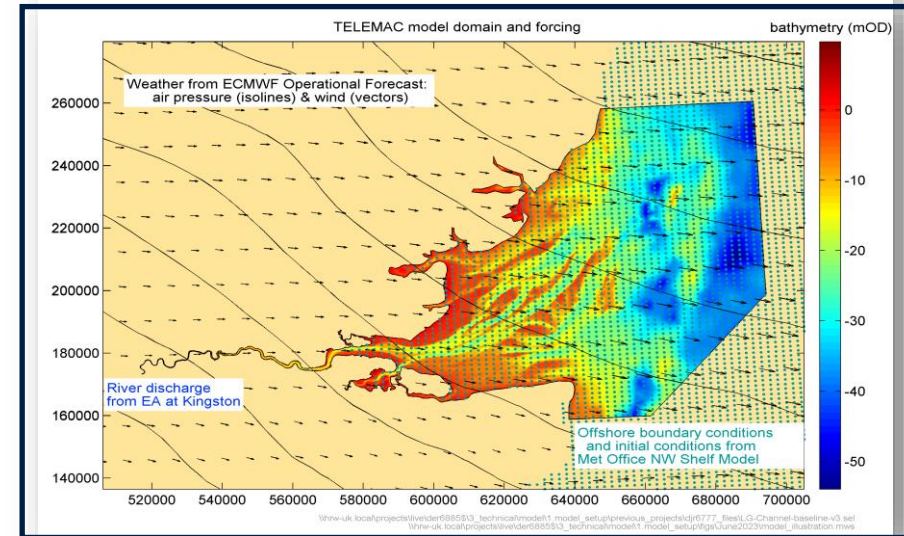 TELEMAC model domain and forcing
bathymetry (mOD)
Weather from ECMWF Operational Forecast:
air pressure (isolines) & wind (vectors)
260000
240000
220000
200000
180000
160000
140000
River discharge
from EA at Kingston
Offshore boundary conditions
and initial conditions from
Met Office NW Shelf Model
520000
540000
560000
580000
600000
620000
640000
660000
680000
700000
0
-10
-20
-30
-40
-50